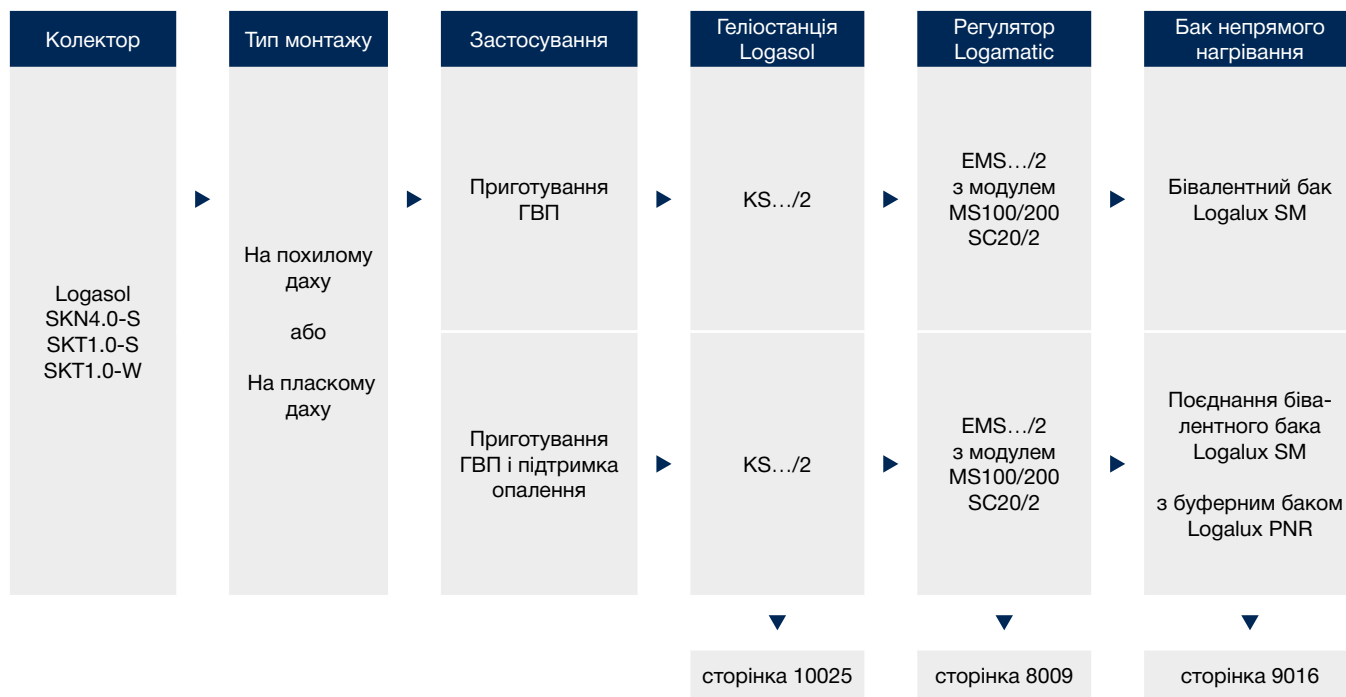 Колектор
Тип монтажу
Застосування
Геліостанція
Logasol
Регулятор
Logamatic
Бак непрямого
нагрівання
Logasol
SKN4.0-S
SKT1.0-S
SKT1.0-W
На похилому
даху
або
На плаского
даху
Приготування
ГВП
KS…/2
EMS…/2
з модулем
MS100/200
SC20/2
Бівалентний бак
Logalux SM
Приготування
ГВП і підтримка
опалення
KS…/2
EMS…/2
з модулем
MS100/200
SC20/2
Поєднання біва-
лентного бака
Logalux SM
з буферним баком
Logalux PNR
сторінка 10025
сторінка 8009
сторінка 9016